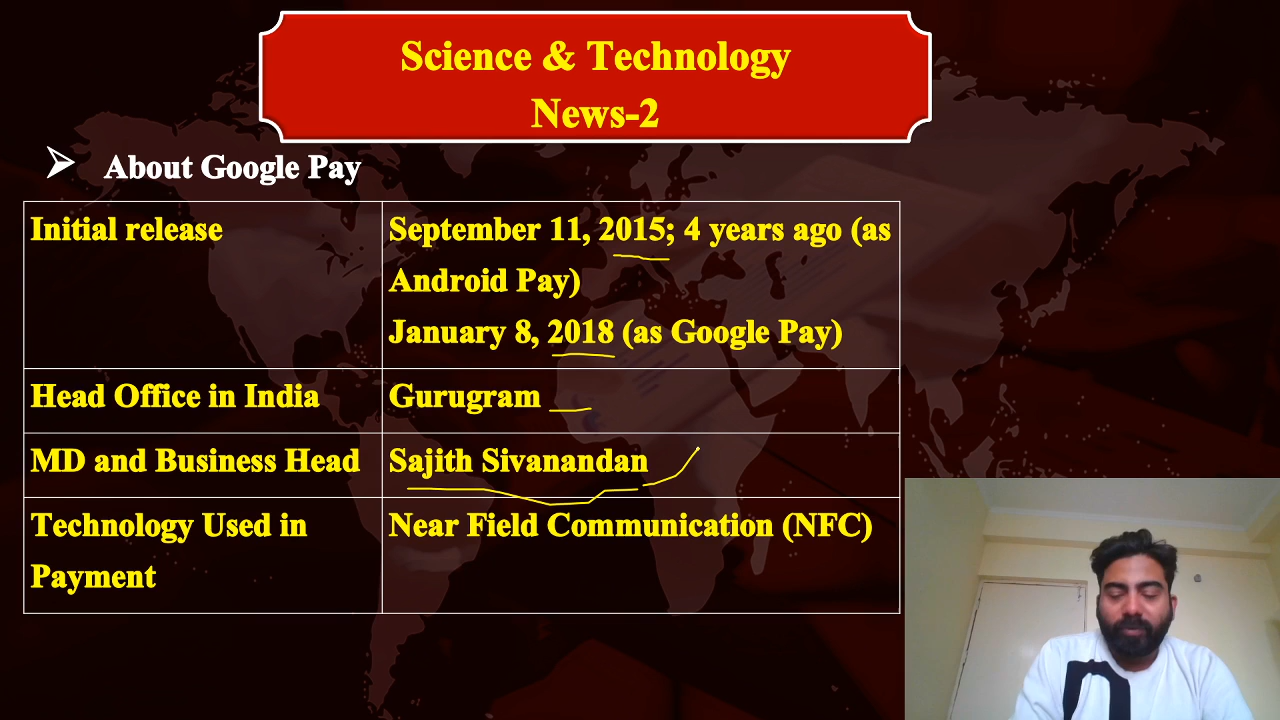 Science & Technology
News-2
About Google Pay
Initial release
September 11, 2015; 4 years ago (as
Android Pay)
January 8, 2018 (as Google Pay)
Head Office in India
Gurugram
MD and Business Head
Sajith Sivanandan
Technology Used in
Payment
Near Field Communication (NFC)